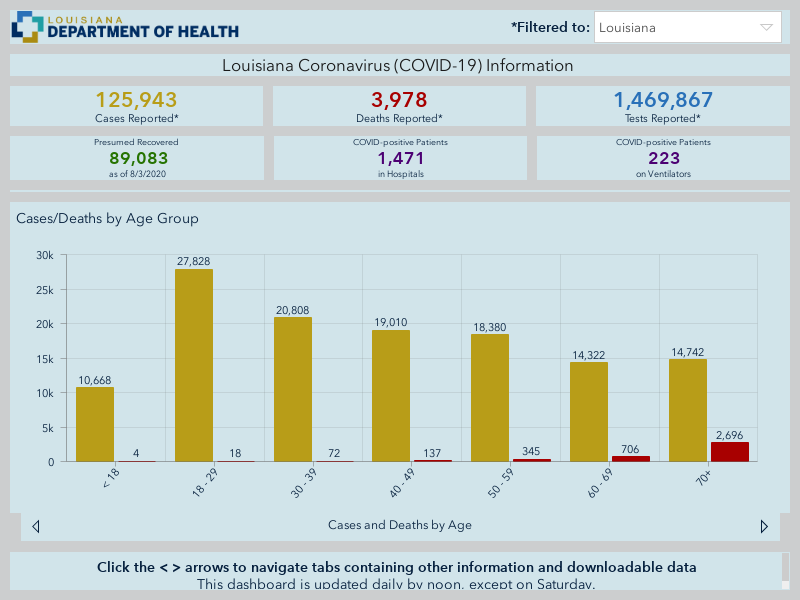 LOUISIANA
DEPARTMENT OF HEALTH
*Filtered to:
Louisiana
Louisiana Coronavirus (COVID-19) Information
125,943
Cases Reported*
3,978
Deaths Reported*
1,469,867
Tests Reported*
Presumed Recovered
89,083
as of 8/3/2020
COVID-positive Patients
1,471
in Hospitals
COVID-positive Patients
223
on Ventilators
Cases/Deaths by Age Group
30k
25k
20k
15k
10k
5k
0
10,668
4
27,828
18
20,808
72
19,010
137
18,380
345
14,322
706
14,742
2,696
< 18
18 - 29
30 - 39
40 - 49
50 - 59
60 - 69
70+
Cases and Deaths by Age
Click the < > arrows to navigate tabs containing other information and downloadable data
This dashboard is updated daily by noon, except on Saturday.